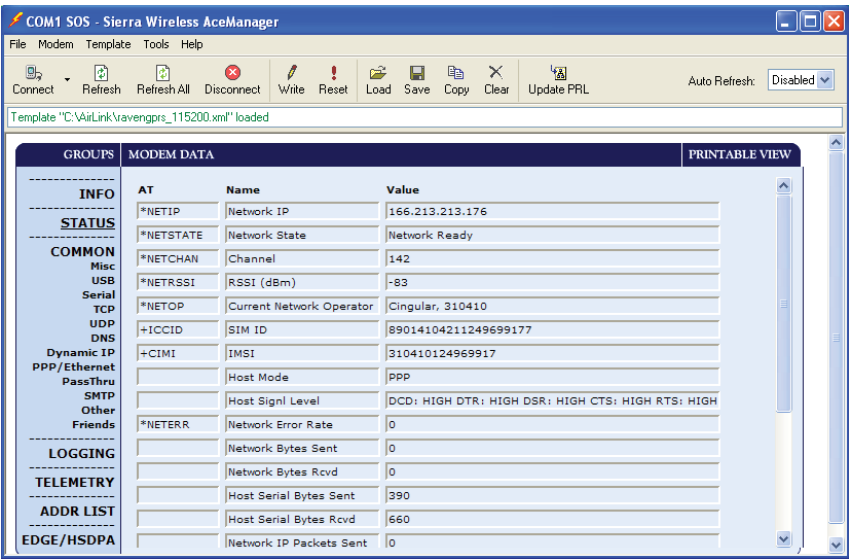 COM1 SOS - Sierra Wireless AceManager
File Modem Template Tools Help
Connect Refresh Refresh All Disconnect Write Reset Load Save Copy Clear Update PRL Auto Refresh: Disabled
Template "C:\AirLink\ravengprs_115200.xml" loaded
GROUPS MODEM DATA PRINTABLE VIEW
INFO
STATUS
COMMON
Misc
USB
Serial
TCP
UDP
DNS
Dynamic IP
PPP/Ethernet
PassThru
SMTP
Other
Friends
LOGGING
TELEMETRY
ADDR LIST
EDGE/HSDPA
AT Name Value
*NETIP Network IP 166.213.213.176
*NETSTATE Network State Network Ready
*NETCHAN Channel 142
*NETRSSI RSSI (dBm) -83
*NETOP Current Network Operator Cingular, 310410
+ICCID SIM ID 89014104211249699177
+CIMI IMSI 310410124969917
Host Mode PPP
Host Signl Level DCD: HIGH DTR: HIGH DSR: HIGH CTS: HIGH RTS: HIGH
*NETERR Network Error Rate 0
Network Bytes Sent 0
Network Bytes Rcvd 0
Host Serial Bytes Sent 390
Host Serial Bytes Rcvd 660
Network IP Packets Sent 0